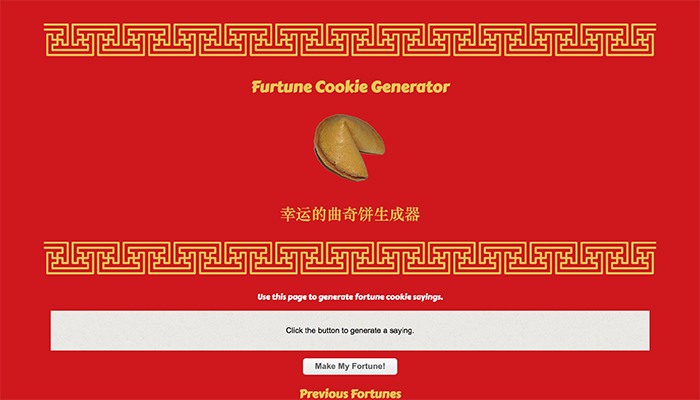 Furtune Cookie Generator
幸运的曲奇饼生成器
Use this page to generate fortune cookie sayings.
Click the button to generate a saying.
Make My Fortune!
Previous Fortunes